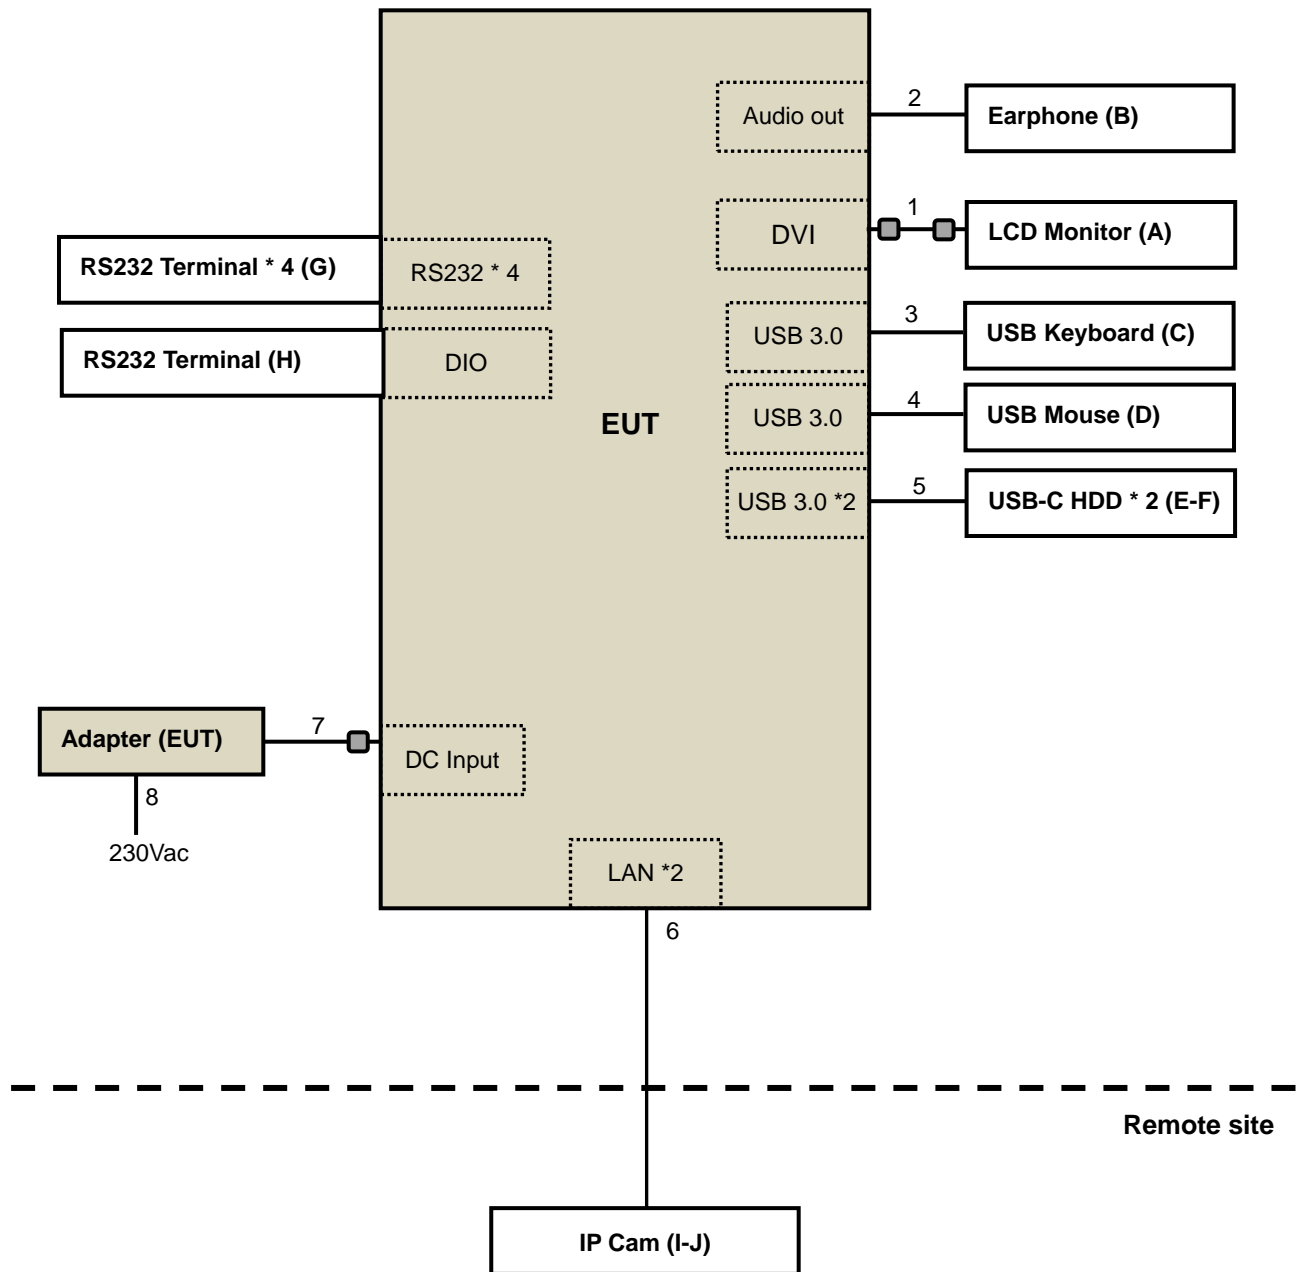 Audio out
2
Earphone (B)
1
DVI
LCD Monitor (A)
RS232 Terminal * 4 (G)
RS232 * 4
USB 3.0
3
USB Keyboard (C)
RS232 Terminal (H)
DIO
EUT
USB 3.0
4
USB Mouse (D)
USB 3.0 *2
5
USB-C HDD * 2 (E-F)
Adapter (EUT)
7
DC Input
8
230Vac
LAN *2
6
Remote site
IP Cam (I-J)